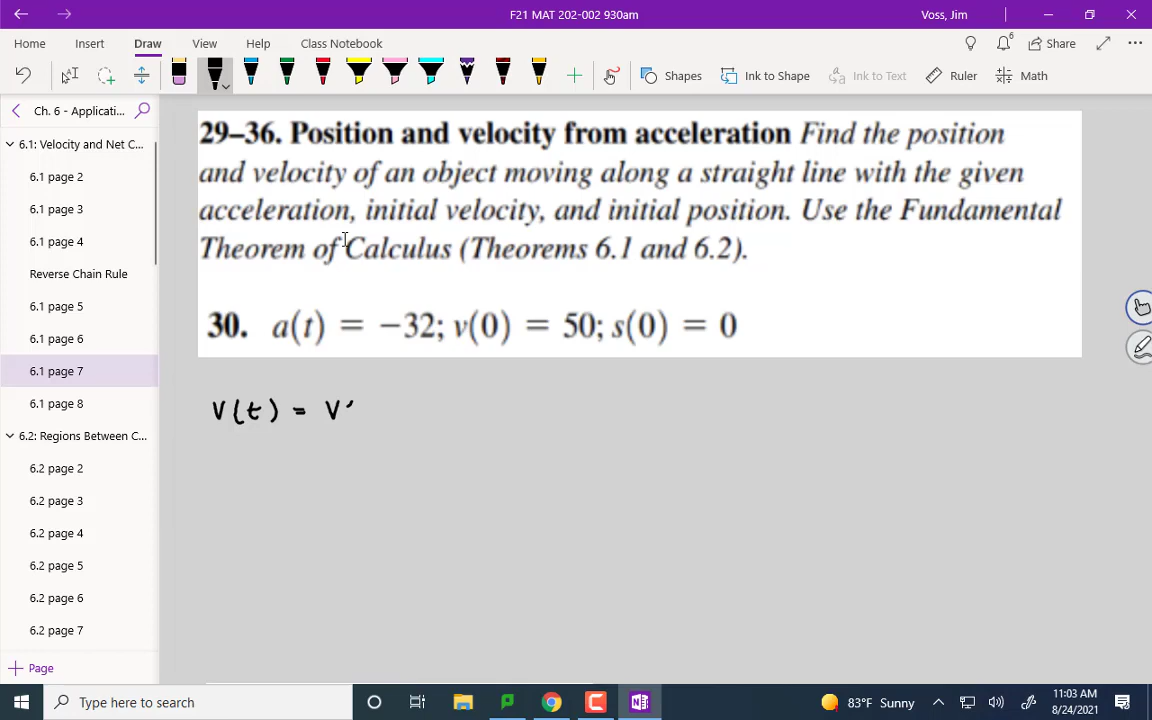 F21 MAT 202-002 930am
Voss, Jim
Home Insert Draw View Help Class Notebook
Share
Shapes Ink to Shape Ink to Text Ruler Math
Ch. 6 - Applicati...
6.1: Velocity and Net C...
6.1 page 2
6.1 page 3
6.1 page 4
Reverse Chain Rule
6.1 page 5
6.1 page 6
6.1 page 7
6.1 page 8
6.2: Regions Between C...
6.2 page 2
6.2 page 3
6.2 page 4
6.2 page 5
6.2 page 6
6.2 page 7
Page
29–36. Position and velocity from acceleration Find the position
and velocity of an object moving along a straight line with the given
acceleration, initial velocity, and initial position. Use the Fundamental
Theorem of Calculus (Theorems 6.1 and 6.2).
30. a(t) = −32; v(0) = 50; s(0) = 0
v(t) = v
Type here to search
83°F Sunny
11:03 AM
8/24/2021